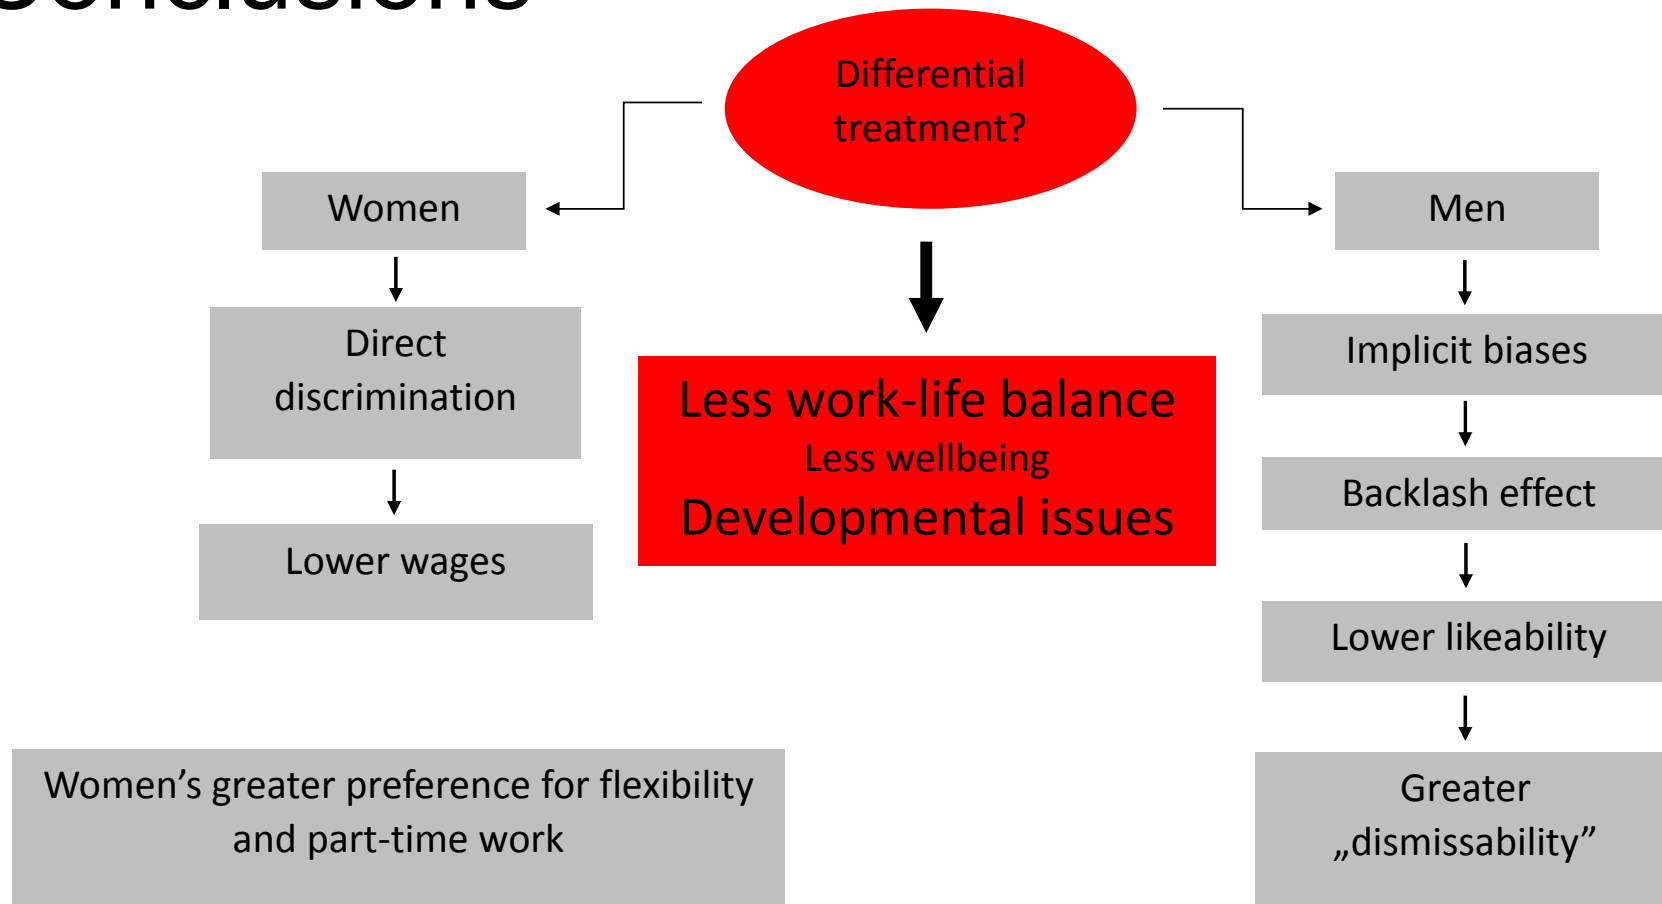 Conclusions
Differential
treatment?
Women
Men
Direct
discrimination
Implicit biases
Less work-life balance
Less wellbeing
Developmental issues
Backlash effect
Lower wages
Lower likeability
Women’s greater preference for flexibility
and part-time work
Greater
„dismissability”